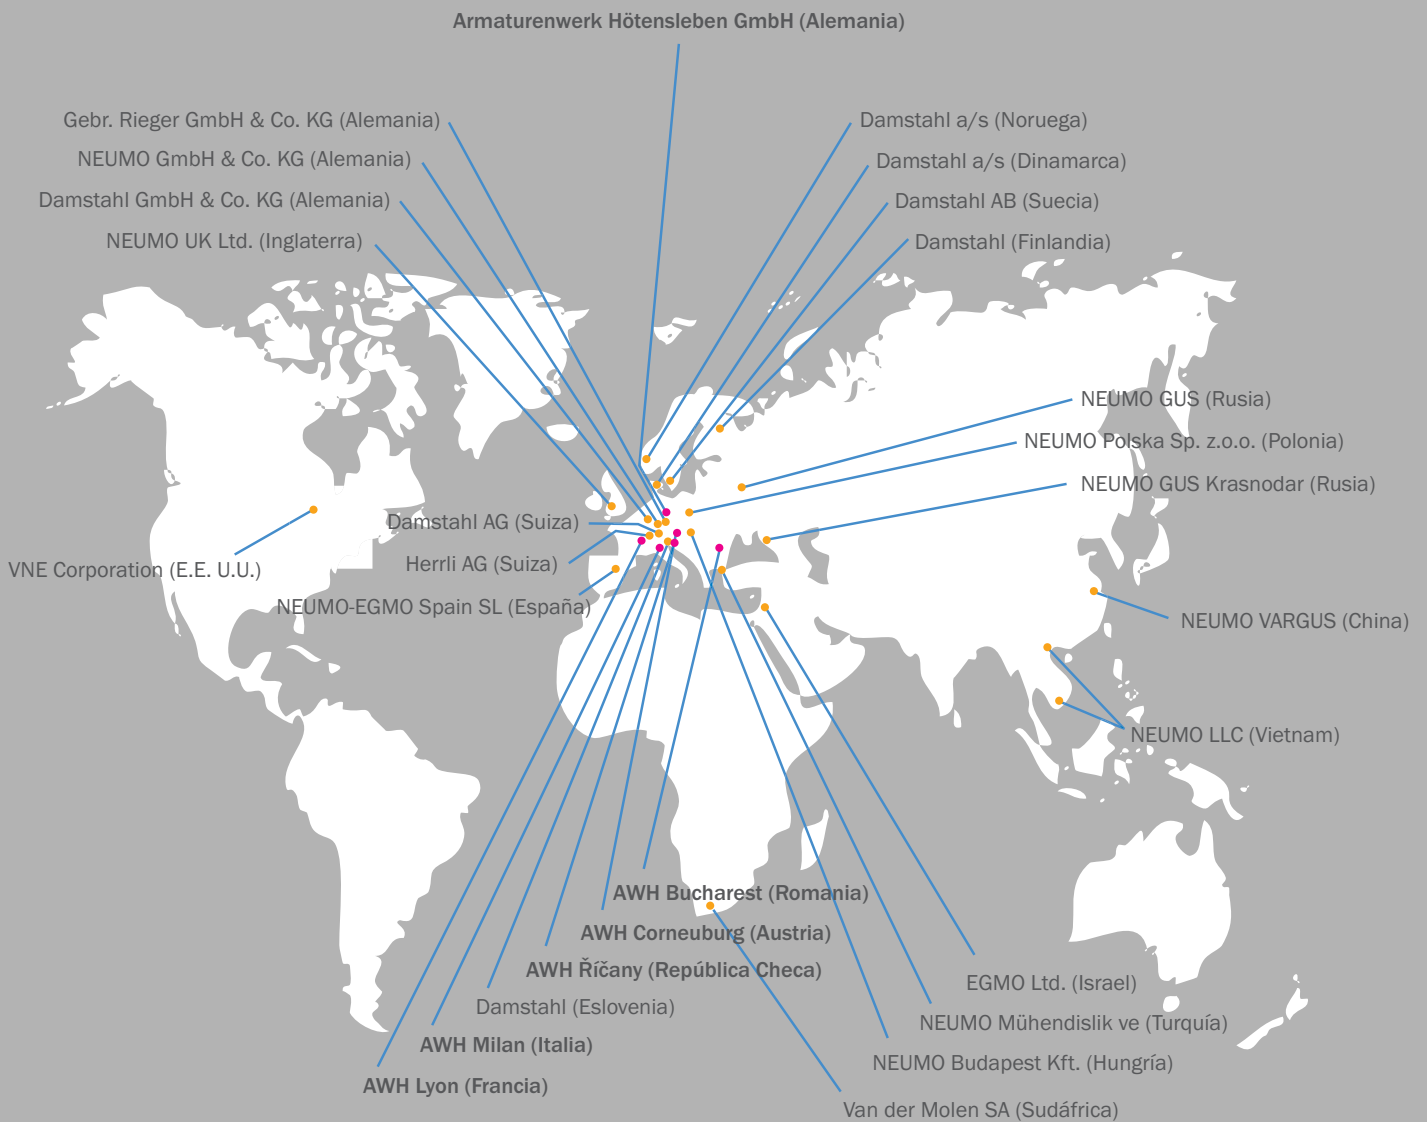 Armaturenwerk Hötensleben GmbH (Alemania)
Gebr. Rieger GmbH & Co. KG (Alemania)
NEUMO GmbH & Co. KG (Alemania)
Damstahl GmbH & Co. KG (Alemania)
NEUMO UK Ltd. (Inglaterra)
Damstahl a/s (Noruega)
Damstahl a/s (Dinamarca)
Damstahl AB (Suecia)
Damstahl (Finlandia)
NEUMO GUS (Rusia)
NEUMO Polska Sp. z.o.o. (Polonia)
NEUMO GUS Krasnodar (Rusia)
Damstahl AG (Suiza)
Herrli AG (Suiza)
VNE Corporation (E.E. U.U.)
NEUMO-EGMO Spain SL (España)
NEUMO VARGUS (China)
NEUMO LLC (Vietnam)
AWH Bucharest (Romania)
AWH Corneuburg (Austria)
AWH Říčany (República Checa)
Damstahl (Eslovenia)
AWH Milan (Italia)
AWH Lyon (Francia)
EGMO Ltd. (Israel)
NEUMO Mühendislik ve (Turquía)
NEUMO Budapest Kft. (Hungría)
Van der Molen SA (Sudáfrica)